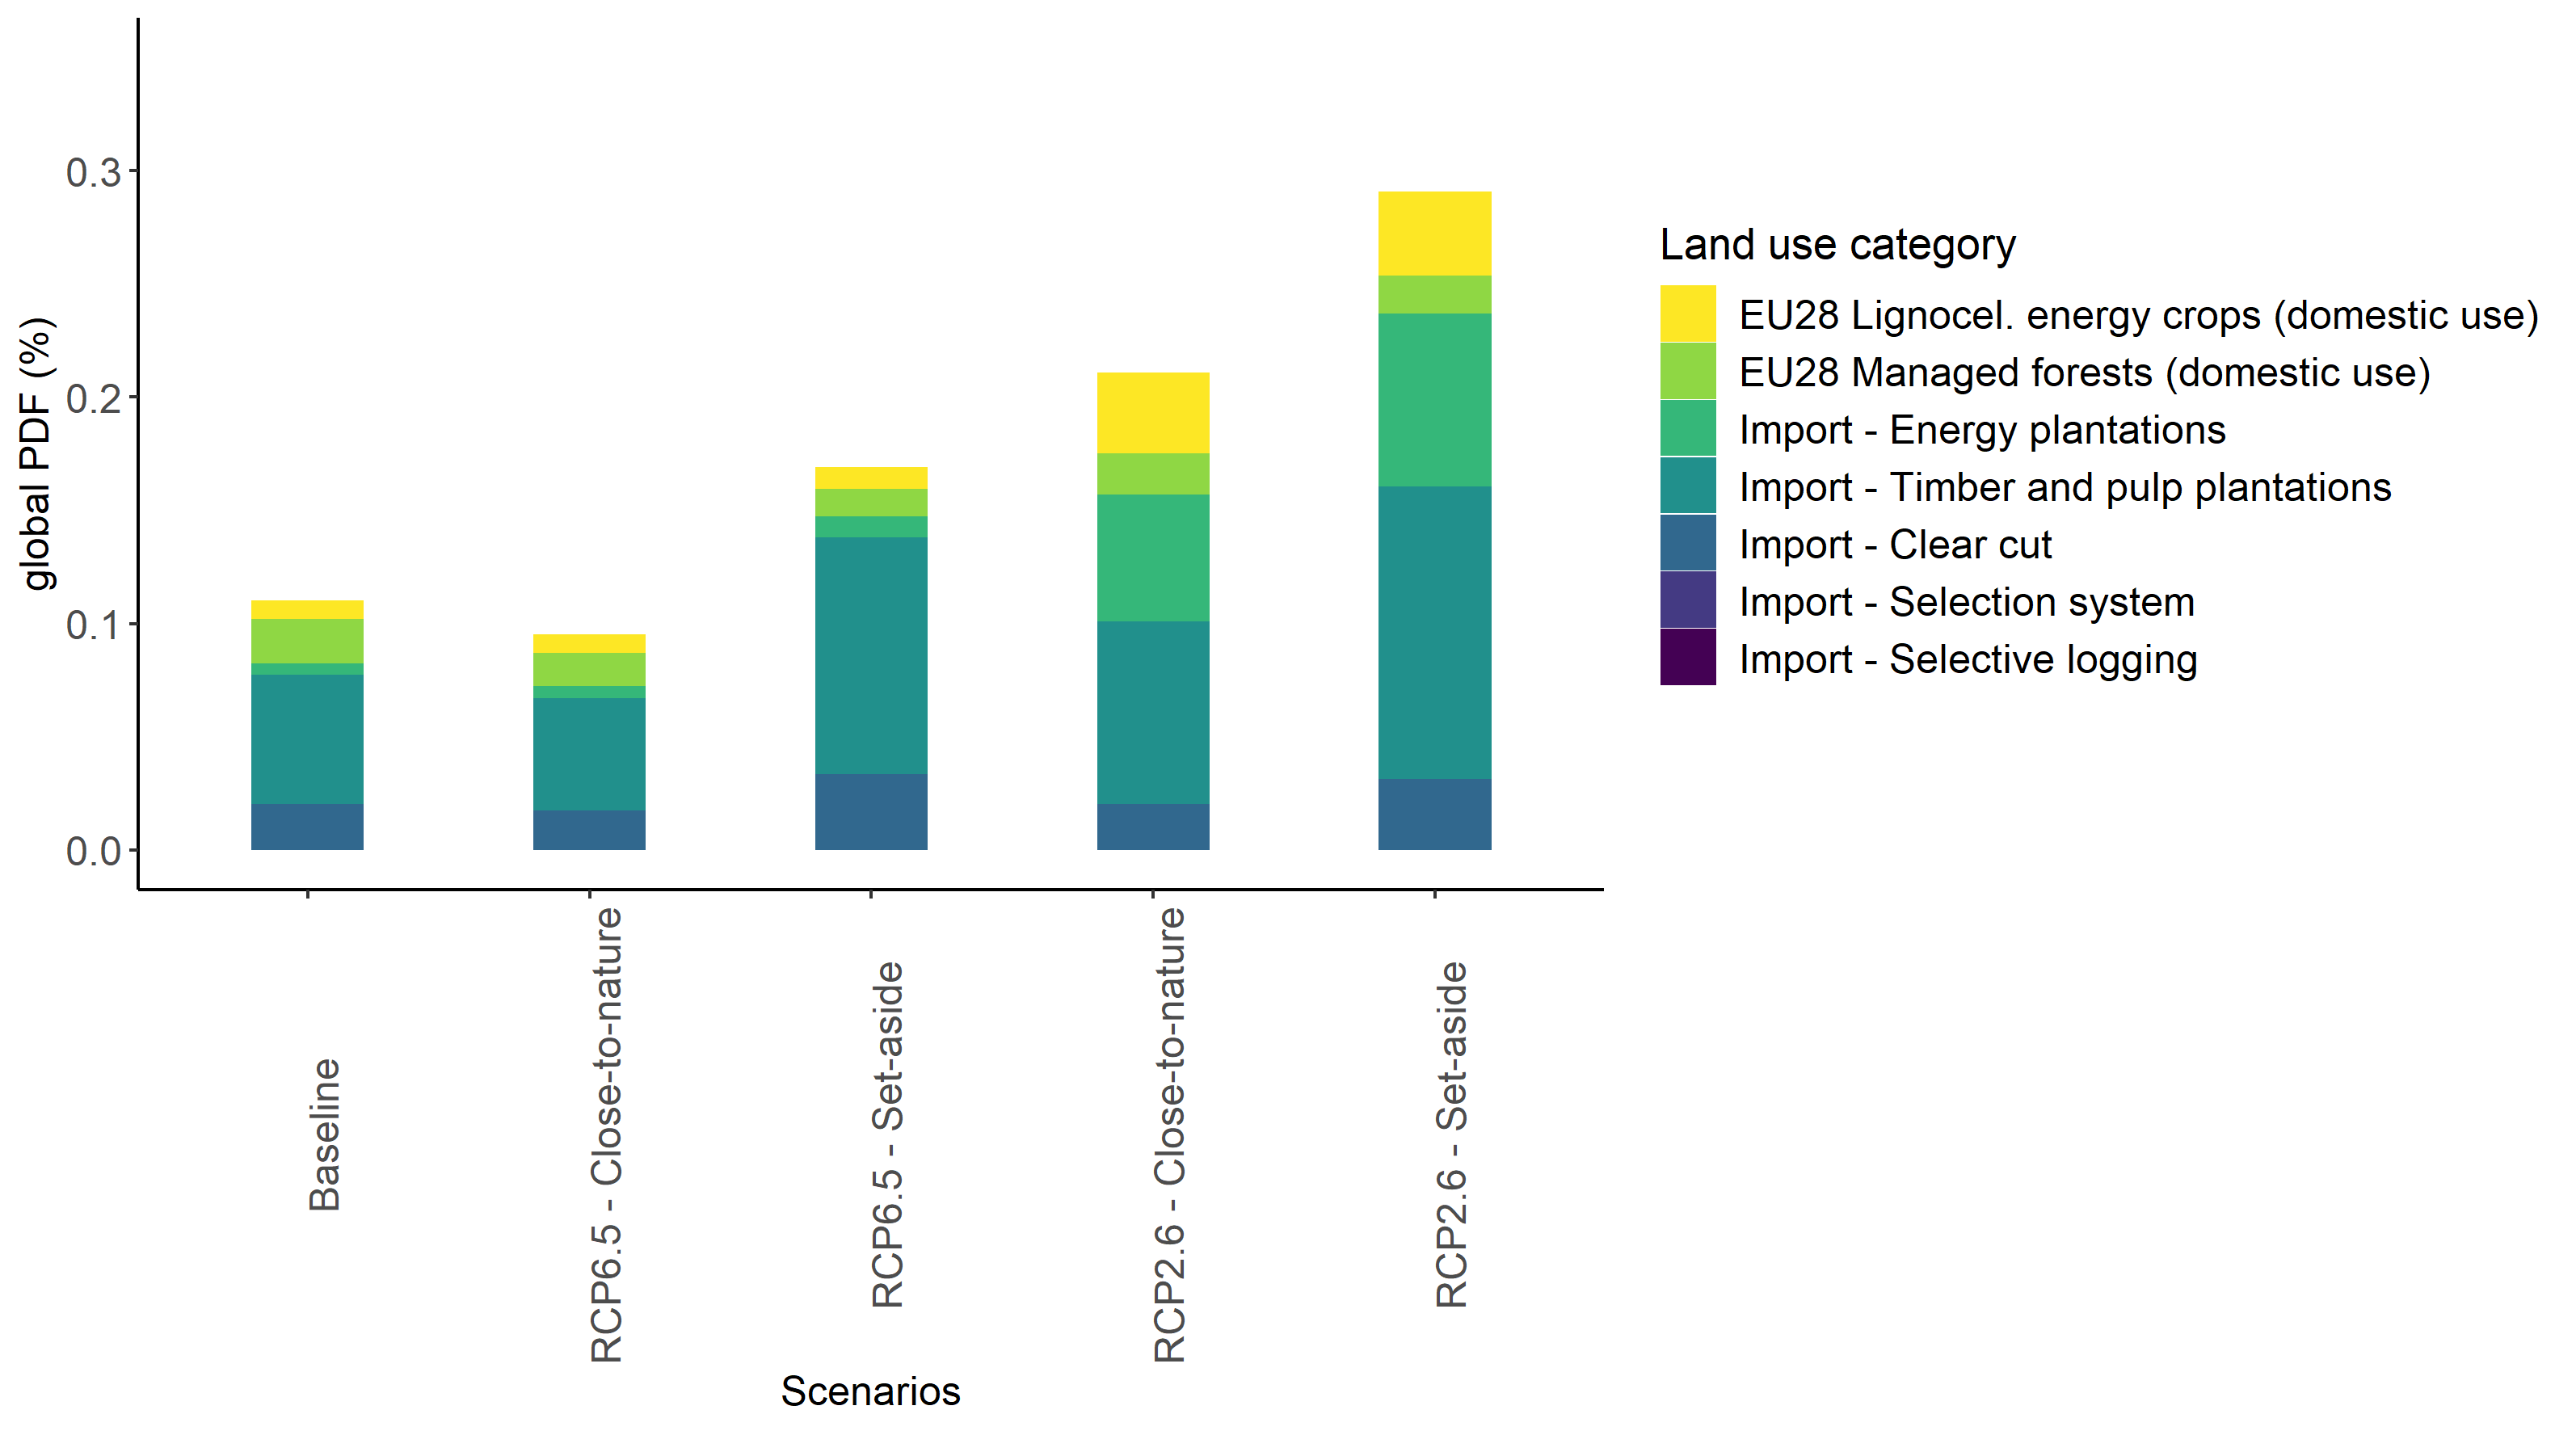 global PDF (%)
0.3
0.2
0.1
0.0
Baseline
RCP6.5 - Close-to-nature
RCP6.5 - Set-aside
RCP2.6 - Close-to-nature
RCP2.6 - Set-aside
Scenarios
Land use category
EU28 Lignocel. energy crops (domestic use)
EU28 Managed forests (domestic use)
Import - Energy plantations
Import - Timber and pulp plantations
Import - Clear cut
Import - Selection system
Import - Selective logging